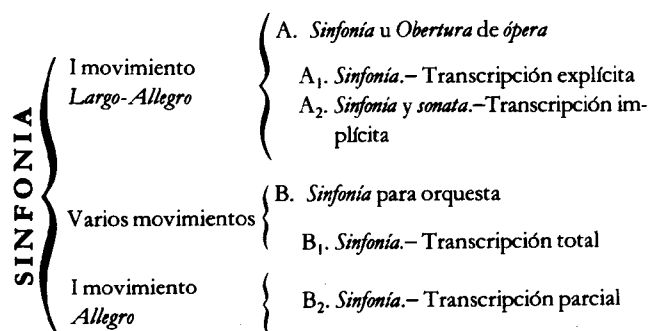 SINFONIA
I movimiento
Largo-Allegro
A. Sinfonía u Obertura de ópera
A₁. Sinfonía.– Transcripción explícita
A₂. Sinfonía y sonata.–Transcripción im-
plícita
Varios movimientos
B. Sinfonía para orquesta
B₁. Sinfonía.– Transcripción total
I movimiento
Allegro
B₂. Sinfonía.– Transcripción parcial